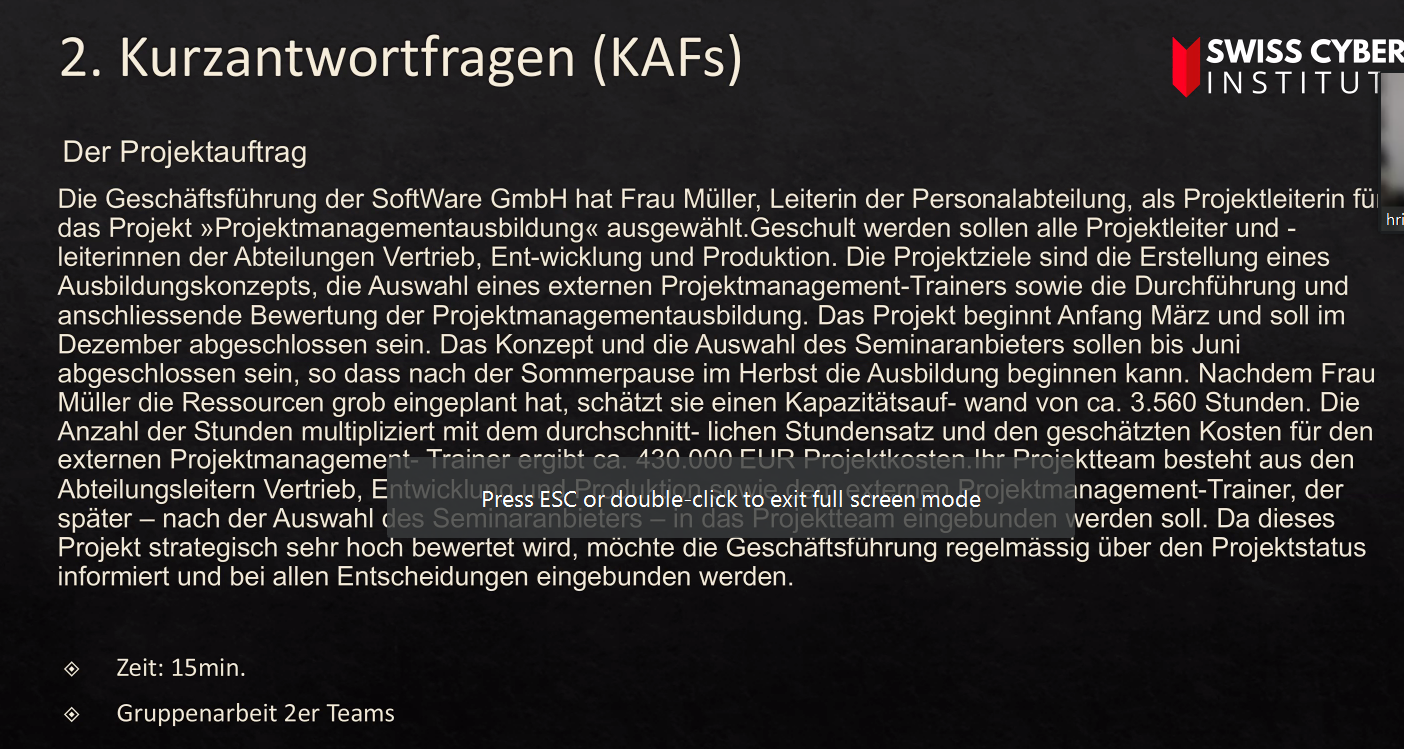 2. Kurzantwortfragen (KAFs)
SWISS CYBER
INSTITUT
Der Projektauftrag
Die Geschäftsführung der SoftWare GmbH hat Frau Müller, Leiterin der Personalabteilung, als Projektleiterin für
das Projekt »Projektmanagementausbildung« ausgewählt.Geschult werden sollen alle Projektleiter und -
leiterinnen der Abteilungen Vertrieb, Ent-wicklung und Produktion. Die Projektziele sind die Erstellung eines
Ausbildungskonzepts, die Auswahl eines externen Projektmanagement-Trainers sowie die Durchführung und
anschliessende Bewertung der Projektmanagementausbildung. Das Projekt beginnt Anfang März und soll im
Dezember abgeschlossen sein. Das Konzept und die Auswahl des Seminaranbieters sollen bis Juni
abgeschlossen sein, so dass nach der Sommerpause im Herbst die Ausbildung beginnen kann. Nachdem Frau
Müller die Ressourcen grob eingeplant hat, schätzt sie einen Kapazitätsauf- wand von ca. 3.560 Stunden. Die
Anzahl der Stunden multipliziert mit dem durchschnitt- lichen Stundensatz und den geschätzten Kosten für den
externen Projektmanagement- Trainer ergibt ca. 430.000 EUR Projektkosten.Ihr Projektteam besteht aus den
Abteilungsleitern Vertrieb, Entwicklung und Produktion sowie dem externen Projektmanagement-Trainer, der
Press ESC or double-click to exit full screen mode
später – nach der Auswahl des Seminaranbieters – in das Projektteam eingebunden werden soll. Da dieses
Projekt strategisch sehr hoch bewertet wird, möchte die Geschäftsführung regelmässig über den Projektstatus
informiert und bei allen Entscheidungen eingebunden werden.
hri
Zeit: 15min.
Gruppenarbeit 2er Teams